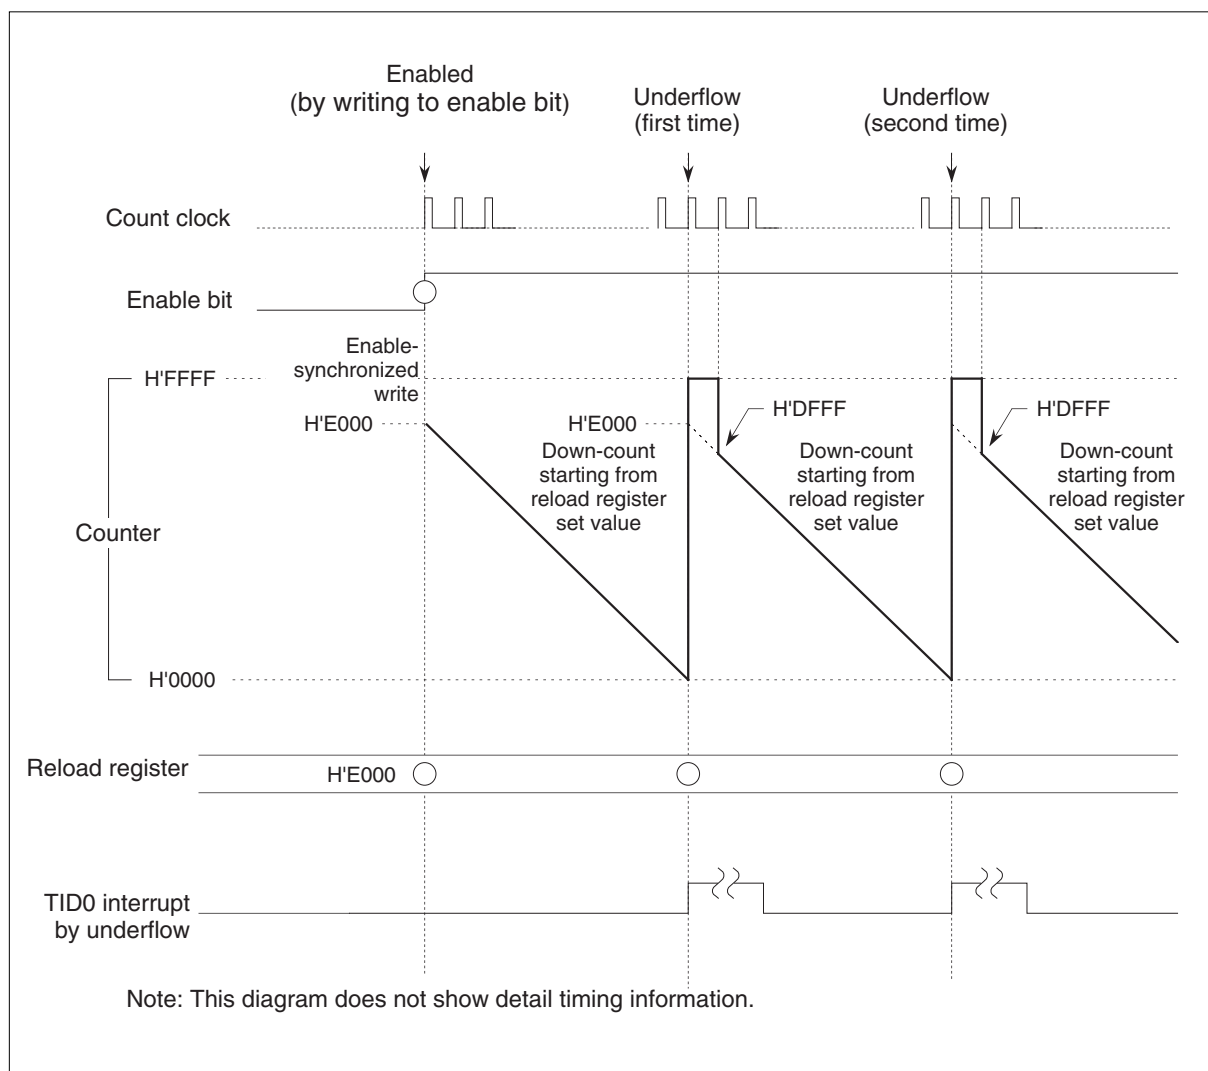 Enabled
(by writing to enable bit)
Underflow
(first time)
Underflow
(second time)
Count clock
Enable bit
Enable-
synchronized
write
H'FFFF
H'E000
H'E000
H'DFFF
H'DFFF
Down-count
starting from
reload register
set value
Down-count
starting from
reload register
set value
Down-count
starting from
reload register
set value
Counter
H'0000
Reload register
H'E000
TID0 interrupt
by underflow
Note: This diagram does not show detail timing information.